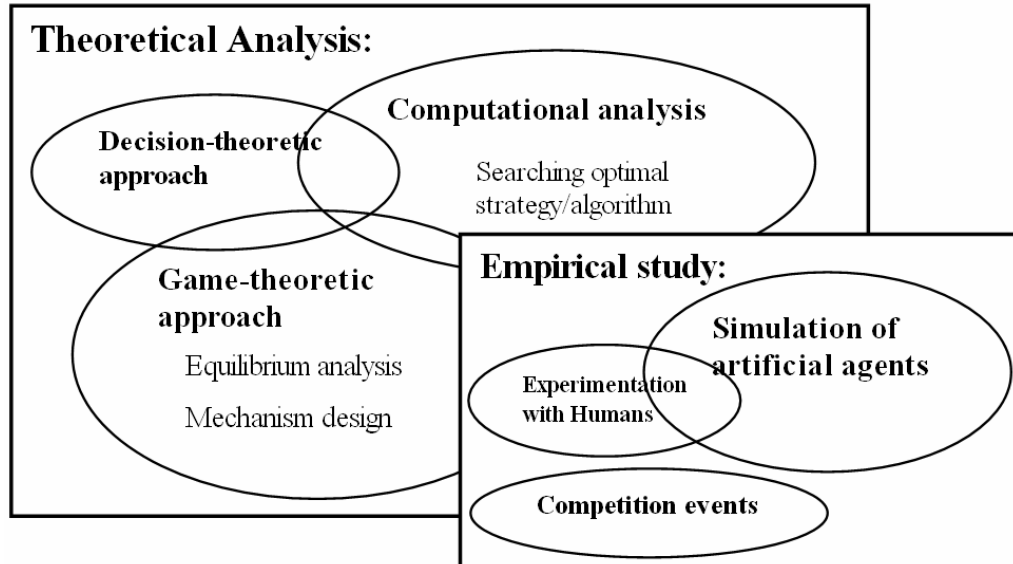 Theoretical Analysis:
Decision-theoretic
approach
Computational analysis
Searching optimal
strategy/algorithm
Game-theoretic
approach
Equilibrium analysis
Mechanism design
Empirical study:
Simulation of
artificial agents
Experimentation
with Humans
Competition events